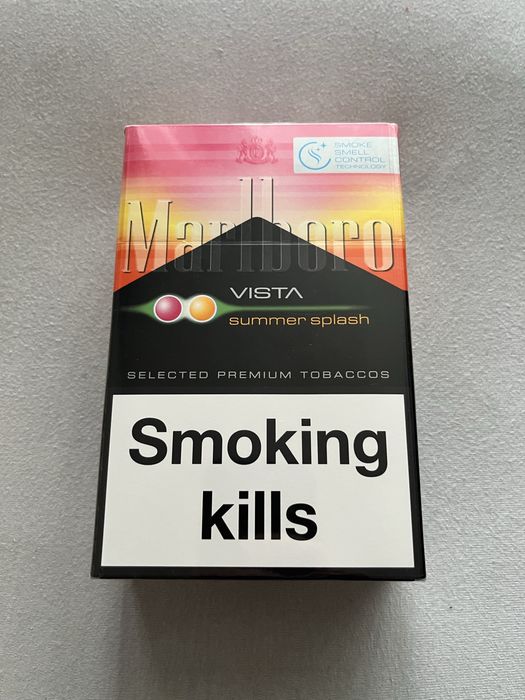 SMOKE
SMELL
CONTROL
TECHNOLOGY
Marlboro
VISTA
summer splash
SELECTED PREMIUM TOBACCOS
Smoking
kills